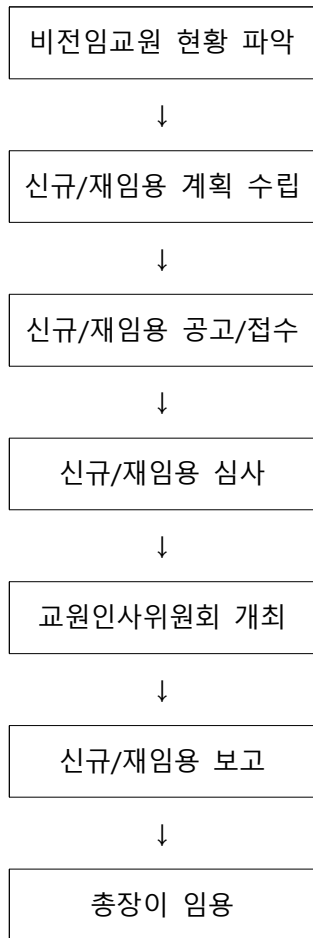 비전임교원 현황 파악
↓
신규/재임용 계획 수립
↓
신규/재임용 공고/접수
↓
신규/재임용 심사
↓
교원인사위원회 개최
↓
신규/재임용 보고
↓
총장이 임용